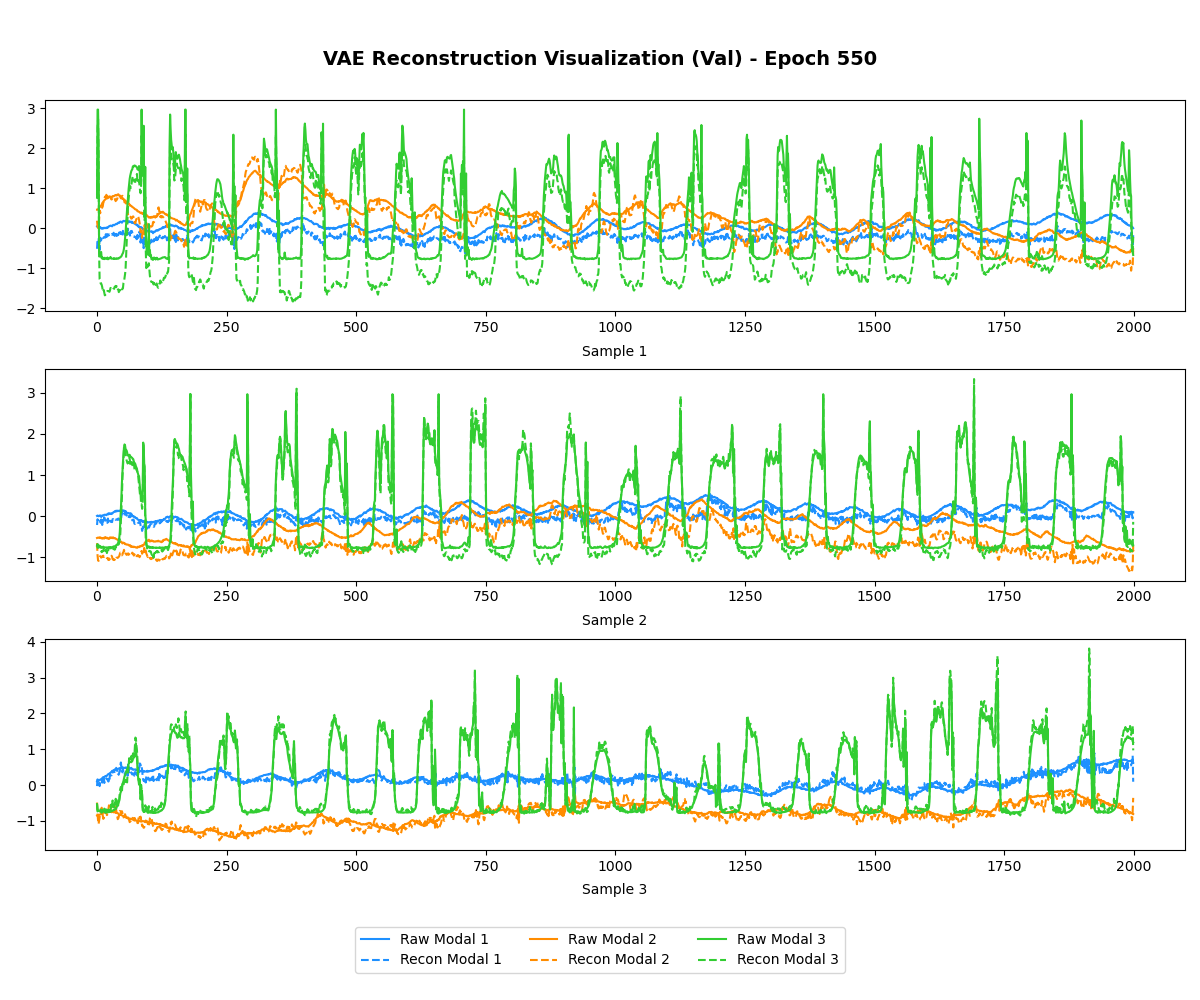 VAE Reconstruction Visualization (Val) - Epoch 550
3
2
1
0
−1
−2
0 250 500 750 1000 1250 1500 1750 2000
Sample 1
3
2
1
0
−1
0 250 500 750 1000 1250 1500 1750 2000
Sample 2
4
3
2
1
0
−1
0 250 500 750 1000 1250 1500 1750 2000
Sample 3
Raw Modal 1 Raw Modal 2 Raw Modal 3
Recon Modal 1 Recon Modal 2 Recon Modal 3